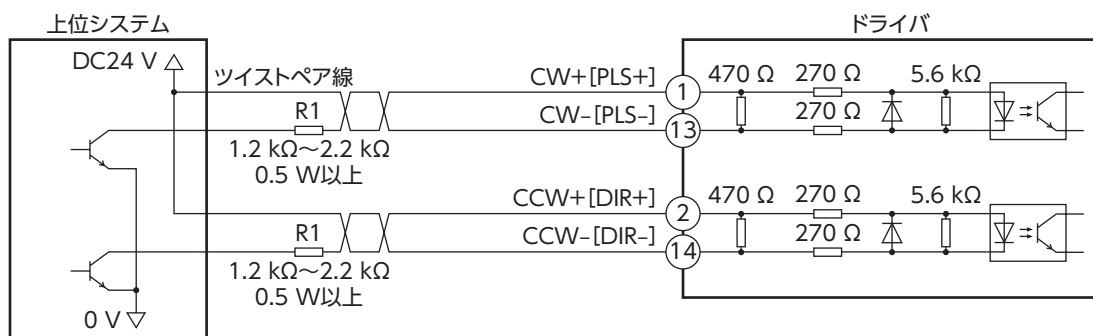 上位システム
ドライバ
DC24 V
ツイストペア線
CW+[PLS+]
1
470 Ω
270 Ω
5.6 kΩ
R1
CW-[PLS-]
13
270 Ω
1.2 kΩ～2.2 kΩ
0.5 W以上
CCW+[DIR+]
2
470 Ω
270 Ω
5.6 kΩ
R1
CCW-[DIR-]
14
270 Ω
1.2 kΩ～2.2 kΩ
0.5 W以上
0 V